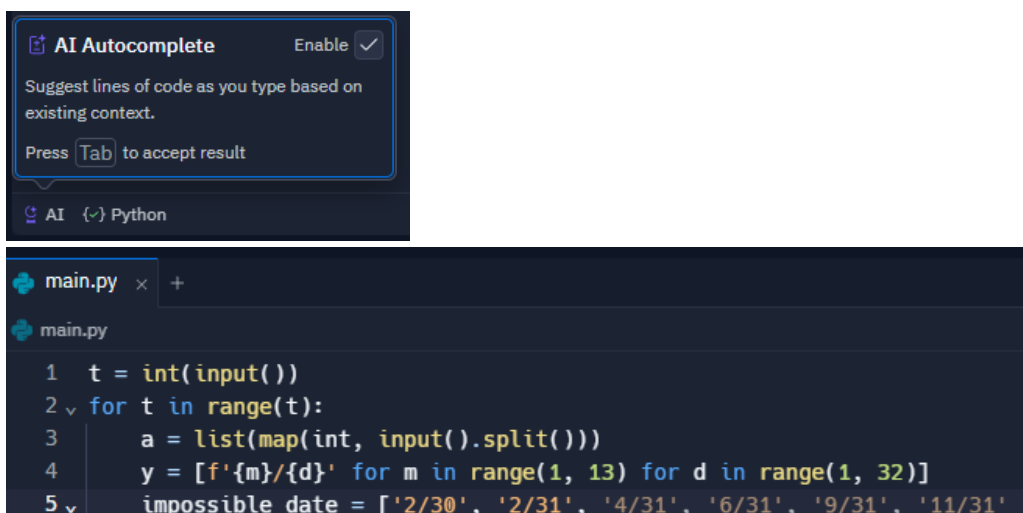 AI Autocomplete Enable
Suggest lines of code as you type based on
existing context.
Press Tab to accept result
AI {✓} Python
main.py × +
main.py
1 t = int(input())
2 for t in range(t):
3 a = list(map(int, input().split()))
4 y = [f'{m}/{d}' for m in range(1, 13) for d in range(1, 32)]
5 impossible_date = ['2/30', '2/31', '4/31', '6/31', '9/31', '11/31'